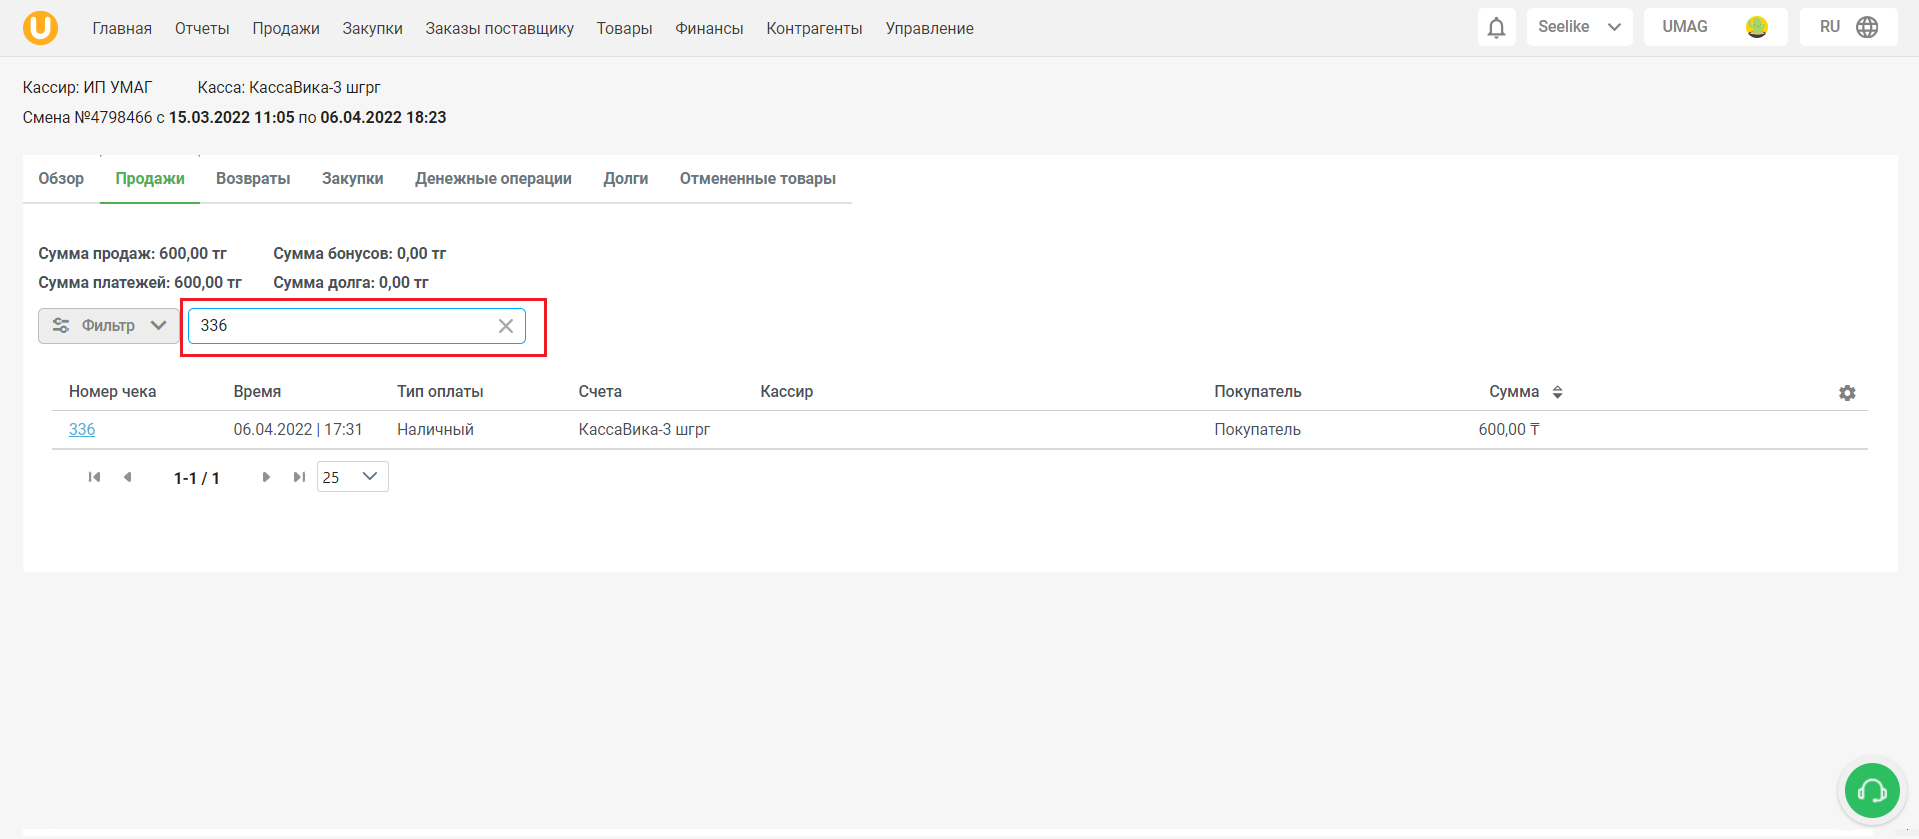 U Главная Отчеты Продажи Закупки Заказы поставщику Товары Финансы Контрагенты Управление Seelike UMAG RU
Кассир: ИП УМАГ Касса: КассаВика-3 шгрг
Смена №4798466 с 15.03.2022 11:05 по 06.04.2022 18:23
Обзор Продажи Возвраты Закупки Денежные операции Долги Отмененные товары
Сумма продаж: 600,00 тг Сумма бонусов: 0,00 тг
Сумма платежей: 600,00 тг Сумма долга: 0,00 тг
Фильтр 336
Номер чека Время Тип оплаты Счета Кассир Покупатель Сумма
336 06.04.2022 | 17:31 Наличный КассаВика-3 шгрг Покупатель 600,00 ₸
1-1 / 1 25